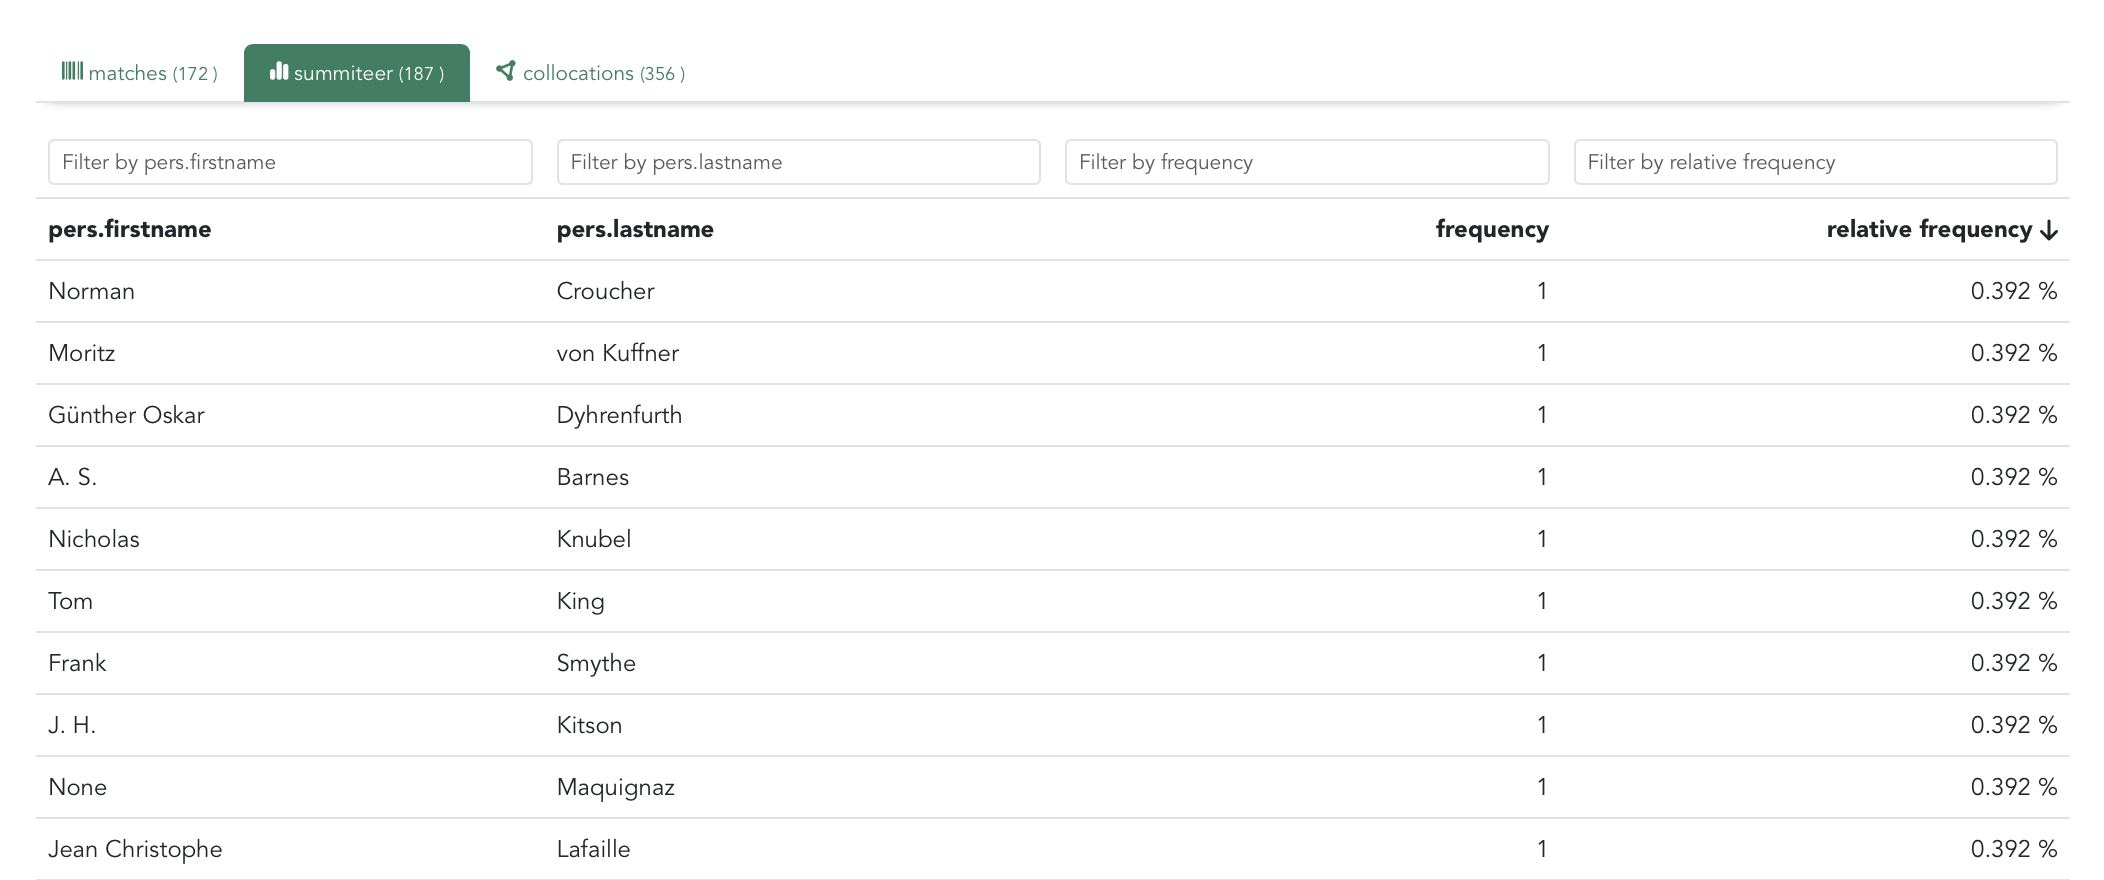 matches (172 ) summiteer (187 ) collocations (356 )
Filter by pers.firstname Filter by pers.lastname Filter by frequency Filter by relative frequency
pers.firstname pers.lastname frequency relative frequency
Norman Croucher 1 0.392 %
Moritz von Kuffner 1 0.392 %
Günther Oskar Dyhrenfurth 1 0.392 %
A. S. Barnes 1 0.392 %
Nicholas Knubel 1 0.392 %
Tom King 1 0.392 %
Frank Smythe 1 0.392 %
J. H. Kitson 1 0.392 %
None Maquignaz 1 0.392 %
Jean Christophe Lafaille 1 0.392 %